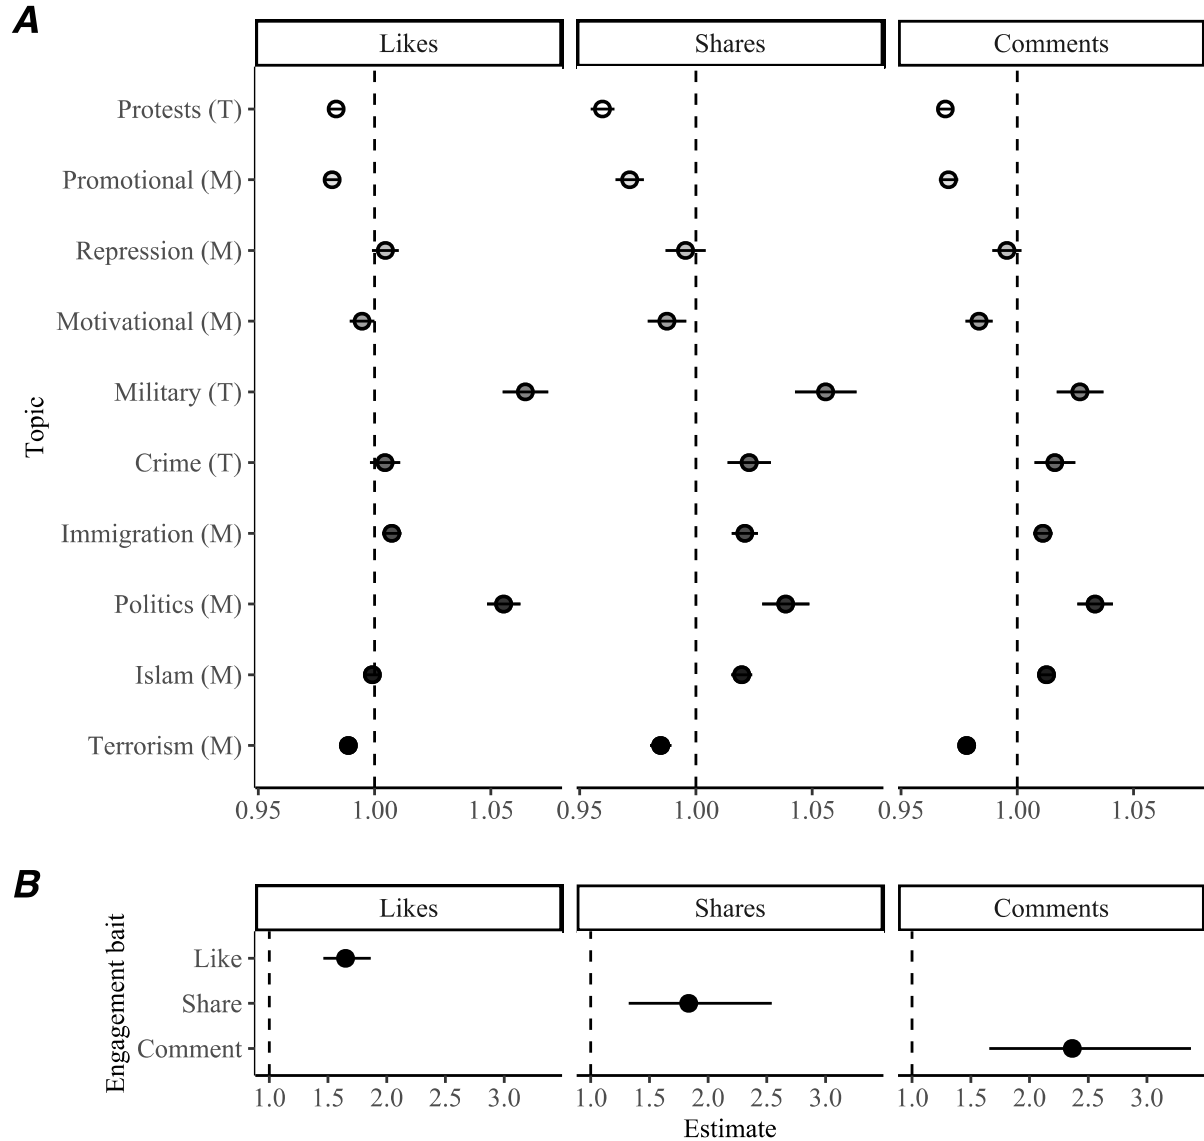 A
Likes Shares Comments
Topic
Protests (T)
Promotional (M)
Repression (M)
Motivational (M)
Military (T)
Crime (T)
Immigration (M)
Politics (M)
Islam (M)
Terrorism (M)
0.95 1.00 1.05 0.95 1.00 1.05 0.95 1.00 1.05
B
Likes Shares Comments
Engagement bait
Like
Share
Comment
1.0 1.5 2.0 2.5 3.0 1.0 1.5 2.0 2.5 3.0 1.0 1.5 2.0 2.5 3.0
Estimate